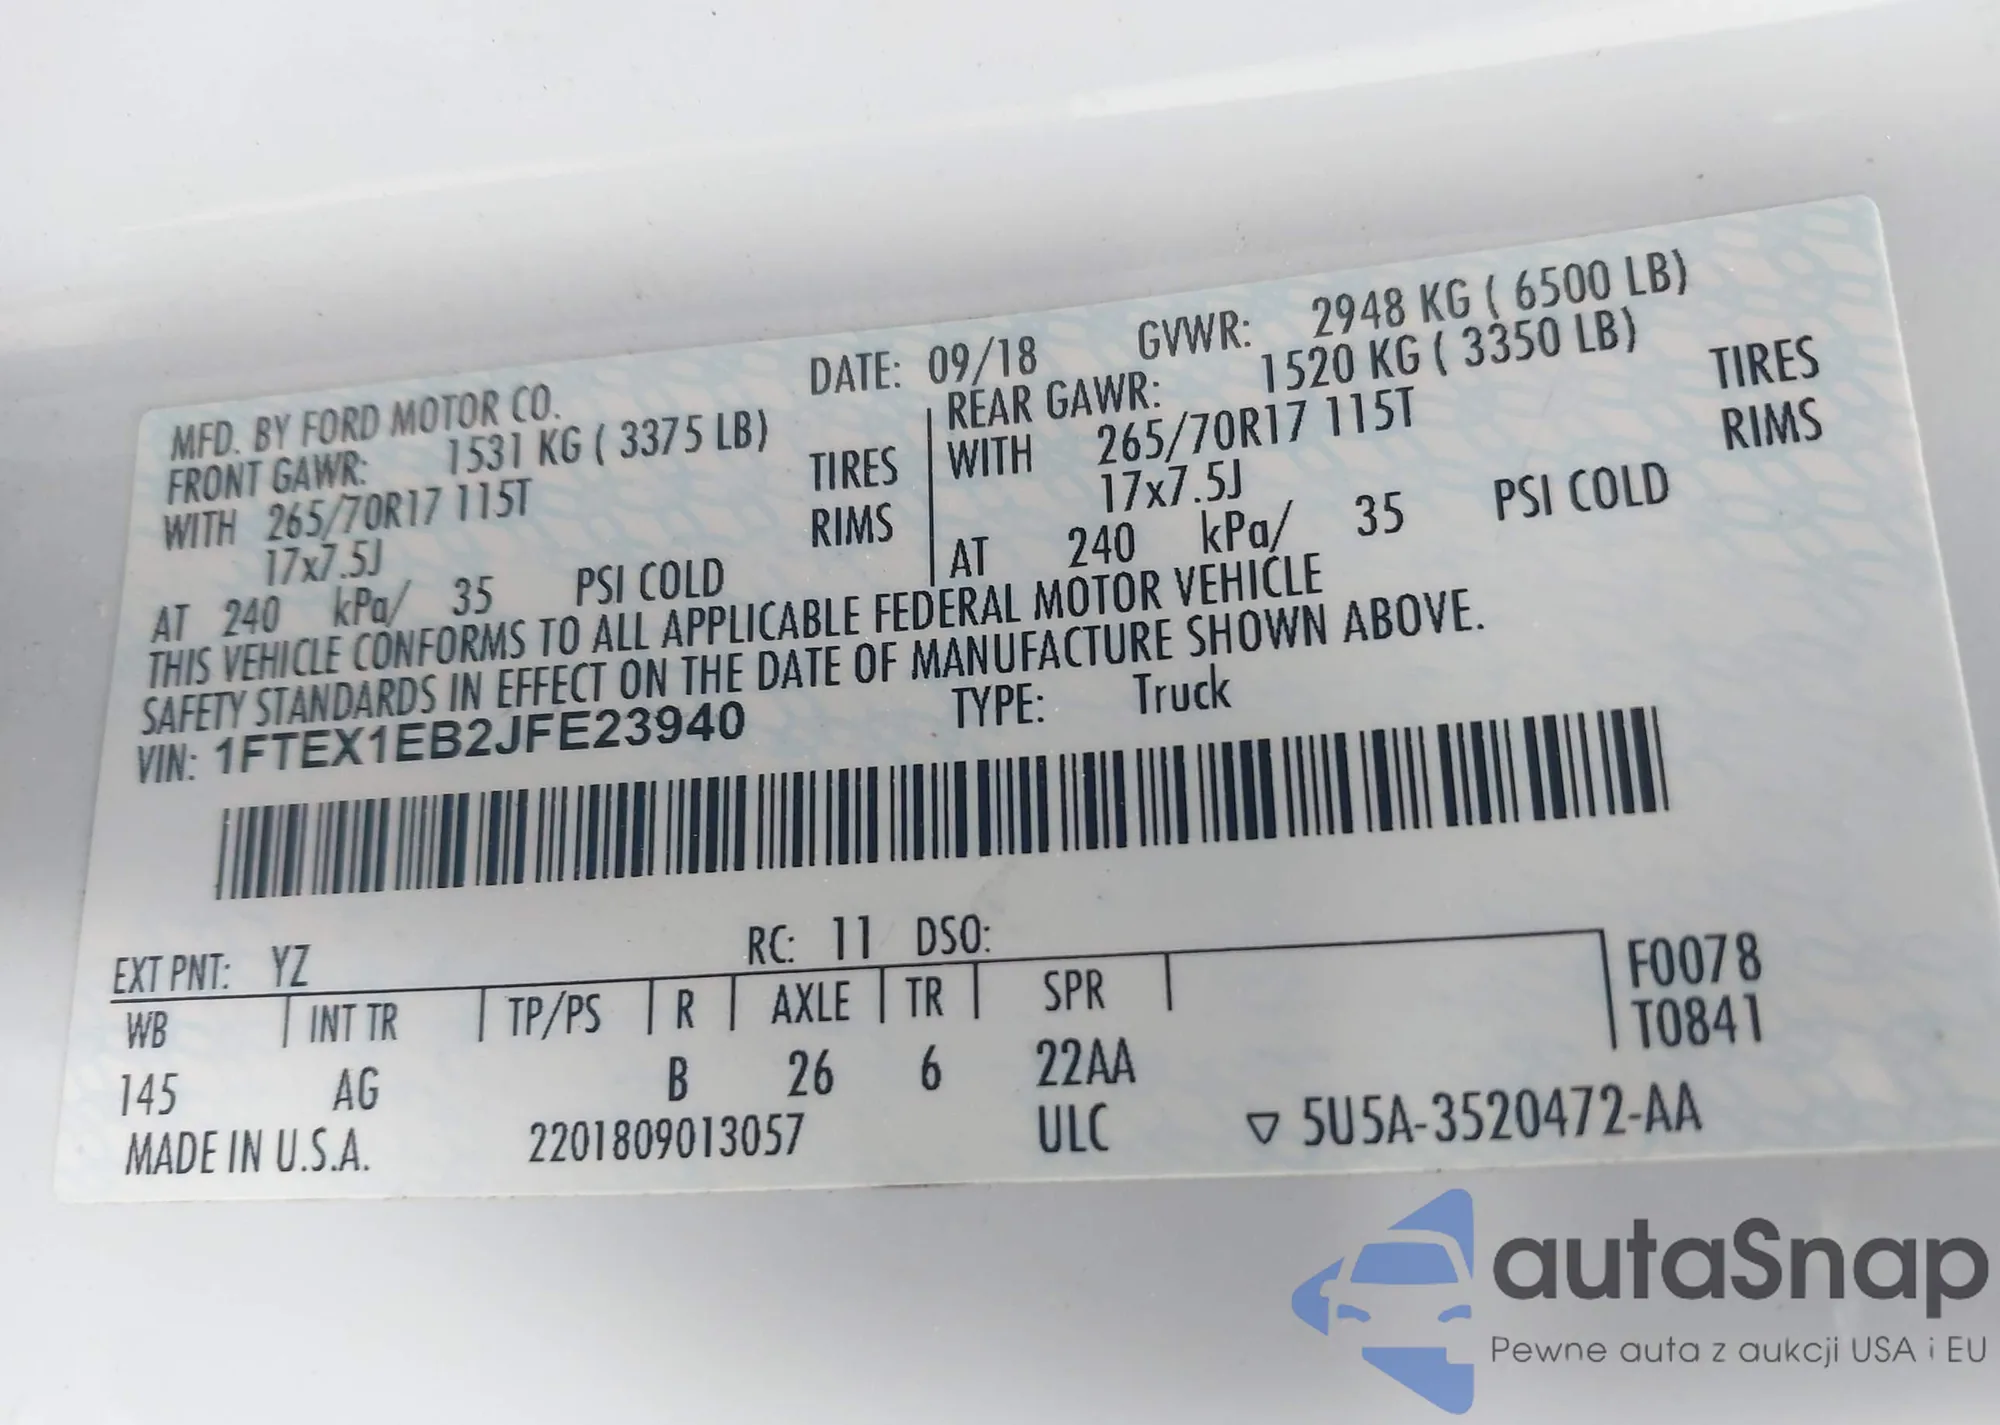 MFD. BY FORD MOTOR CO. DATE: 09/18 GVWR: 2948 KG ( 6500 LB)
FRONT GAWR: 1531 KG ( 3375 LB) REAR GAWR: 1520 KG ( 3350 LB)
WITH 265/70R17 115T TIRES WITH 265/70R17 115T TIRES
17x7.5J RIMS 17x7.5J RIMS
AT 240 kPa/ 35 PSI COLD AT 240 kPa/ 35 PSI COLD
THIS VEHICLE CONFORMS TO ALL APPLICABLE FEDERAL MOTOR VEHICLE
SAFETY STANDARDS IN EFFECT ON THE DATE OF MANUFACTURE SHOWN ABOVE.
VIN: 1FTEX1EB2JFE23940 TYPE: Truck
EXT PNT: YZ RC: 11 DSO: F0078
WB INT TR TP/PS R AXLE TR SPR T0841
145 AG B 26 6 22AA
MADE IN U.S.A. 2201809013057 ULC ▽ 5U5A-3520472-AA
autaSnap
Pewne auta z aukcji USA i EU